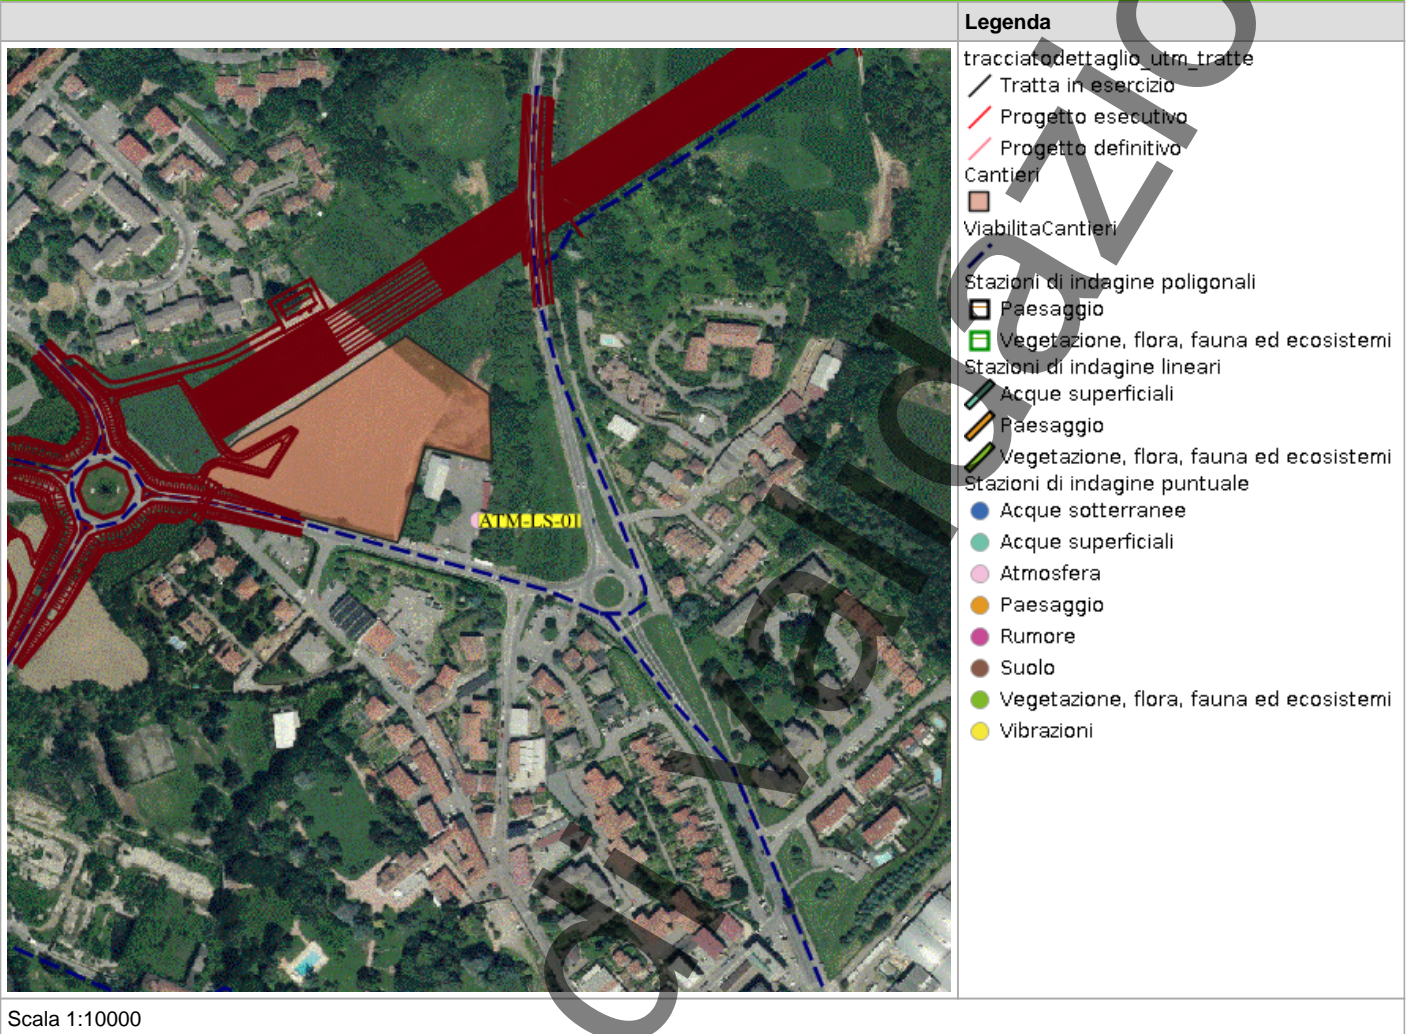 Legenda
tracciatodettaglio_utm_tratte
Tratta in esercizio
Progetto esecutivo
Progetto definitivo
Cantieri
ViabilitaCantieri
Stazioni di indagine poligonali
Paesaggio
Vegetazione, flora, fauna ed ecosistemi
Stazioni di indagine lineari
Acque superficiali
Paesaggio
Vegetazione, flora, fauna ed ecosistemi
Stazioni di indagine puntuale
Acque sotterranee
Acque superficiali
Atmosfera
Paesaggio
Rumore
Suolo
Vegetazione, flora, fauna ed ecosistemi
Vibrazioni
ATM-LS-01
di validazio
Scala 1:10000